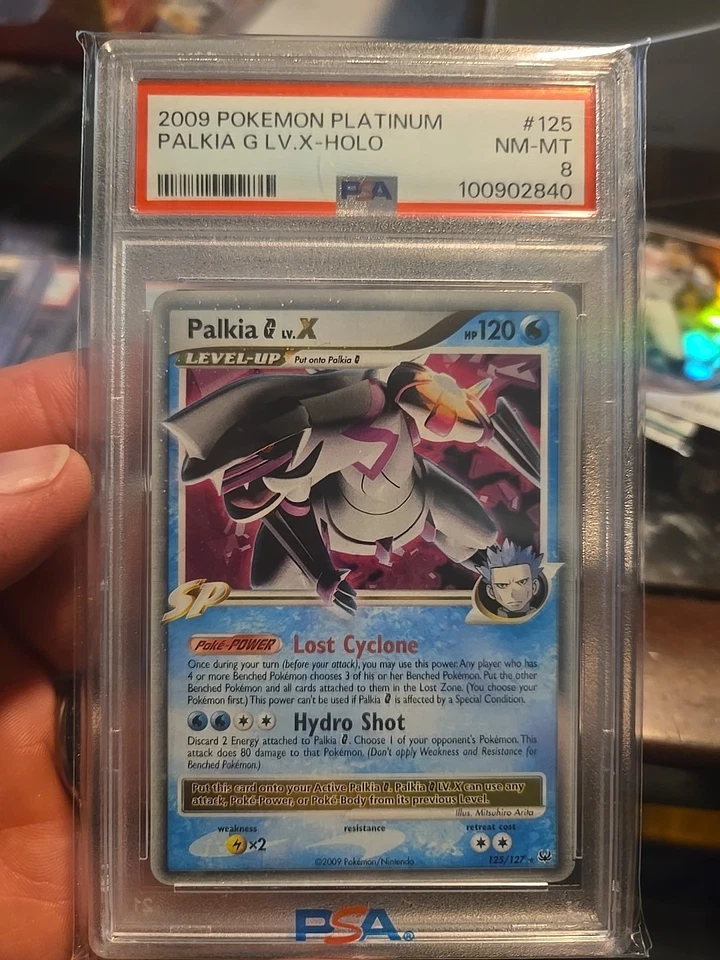 2009 POKEMON PLATINUM #125
PALKIA G LV.X-HOLO NM-MT
8
PSA 100902840
Palkia G LV.X HP 120
LEVEL-UP Put onto Palkia G
SP
Poké-POWER Lost Cyclone
Once during your turn (before your attack), you may use this power. Any player who has
4 or more Benched Pokémon chooses 3 of his or her Benched Pokémon. Put the other
Benched Pokémon and all cards attached to them in the Lost Zone. (You choose your
Pokémon first.) This power can't be used if Palkia G is affected by a Special Condition.
Hydro Shot
Discard 2 Energy attached to Palkia G. Choose 1 of your opponent's Pokémon. This
attack does 80 damage to that Pokémon. (Don't apply Weakness and Resistance for
Benched Pokémon.)
Put this card onto your Active Palkia G. Palkia G LV.X can use any
attack, Poké-Power, or Poké-Body from its previous Level.
Illus. Mitsuhiro Arita
weakness resistance retreat cost
×2
©2009 Pokémon/Nintendo 125/127
PSA®